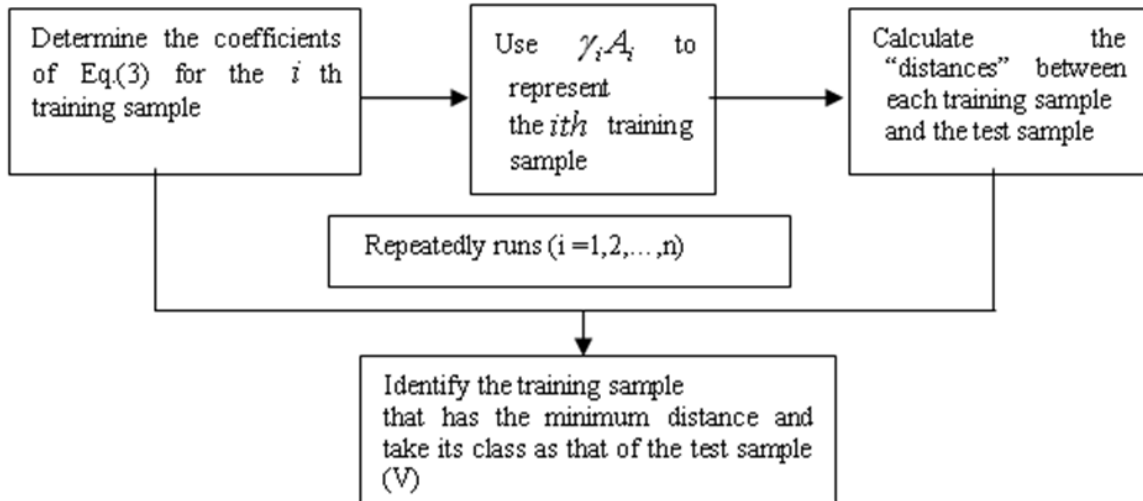 Determine the coefficients
of Eq.(3) for the i th
training sample
Use γᵢAᵢ to
represent
the ith training
sample
Calculate the
“distances” between
each training sample
and the test sample
Repeatedly runs (i =1,2,…,n)
Identify the training sample
that has the minimum distance and
take its class as that of the test sample
(V)